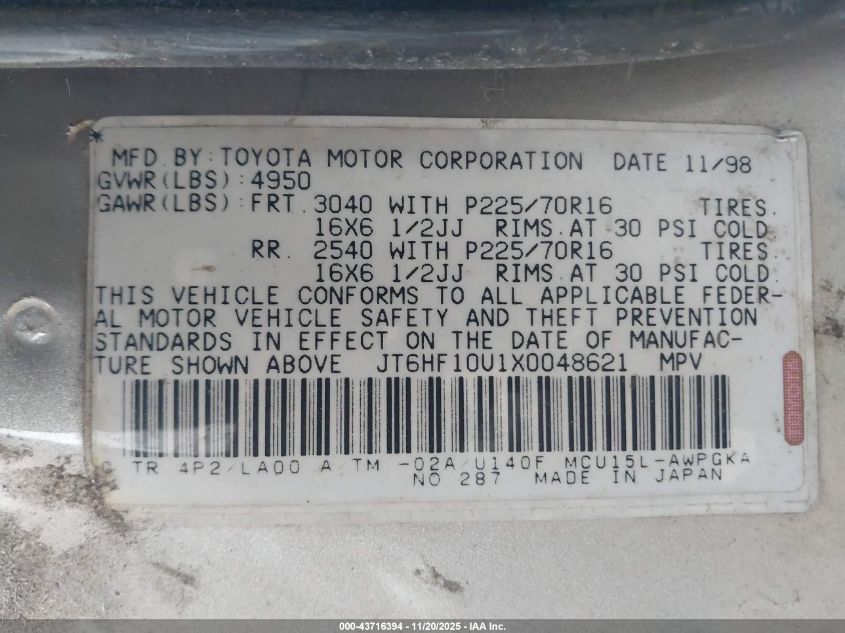 MFD. BY: TOYOTA MOTOR CORPORATION DATE 11/98
GVWR(LBS): 4950
GAWR(LBS): FRT. 3040 WITH P225/70R16 TIRES.
16X6 1/2JJ RIMS. AT 30 PSI COLD
RR. 2540 WITH P225/70R16 TIRES.
16X6 1/2JJ RIMS. AT 30 PSI COLD
THIS VEHICLE CONFORMS TO ALL APPLICABLE FEDER-
AL MOTOR VEHICLE SAFETY AND THEFT PREVENTION
STANDARDS IN EFFECT ON THE DATE OF MANUFAC-
TURE SHOWN ABOVE JT6HF10U1X0048621 MPV
C/TR 4P2/LA00 A/TM -02A/U140F MCU15L-AWPGKA
NO 287 MADE IN JAPAN
000-43716394 - 11/20/2025 - IAA Inc.